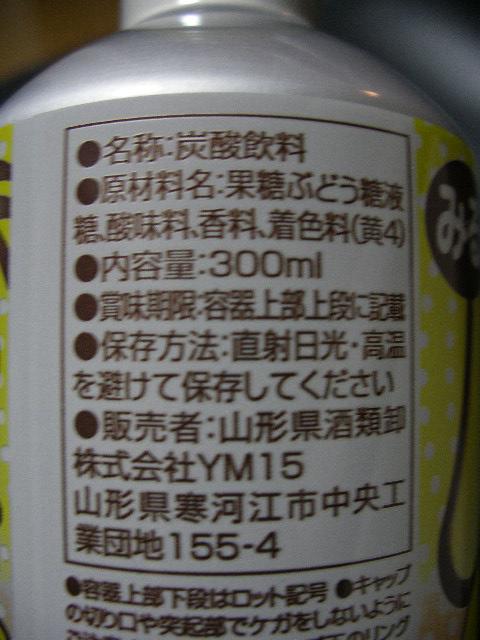 ●名称:炭酸飲料
●原材料名:果糖ぶどう糖液
糖、酸味料、香料、着色料(黄4)
●内容量:300ml
●賞味期限:容器上部上段に記載
●保存方法:直射日光・高温
を避けて保存してください
●販売者:山形県酒類卸
株式会社YM15
山形県寒河江市中央工
業団地155-4
●容器上部下段はロット記号 ●キャップ
の切り口や突起部でケガをしないように
みる